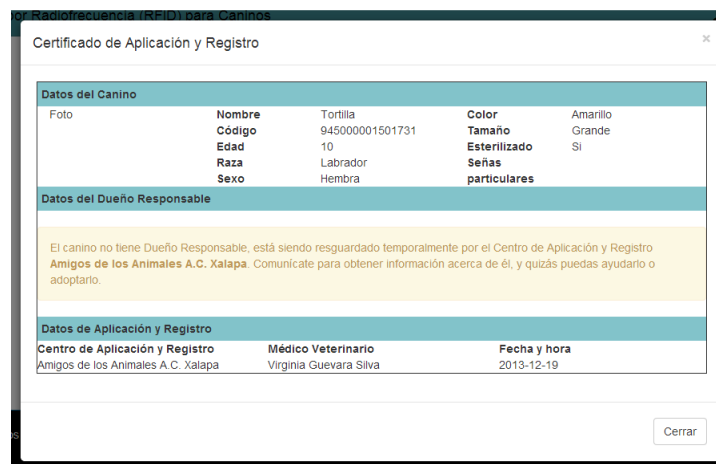 por Radiofrecuencia (RFID) para Caninos
Certificado de Aplicación y Registro ×
Datos del Canino
Foto Nombre Tortilla Color Amarillo
Código 945000001501731 Tamaño Grande
Edad 10 Esterilizado Si
Raza Labrador Señas
Sexo Hembra particulares
Datos del Dueño Responsable
El canino no tiene Dueño Responsable, está siendo resguardado temporalmente por el Centro de Aplicación y Registro
Amigos de los Animales A.C. Xalapa. Comunícate para obtener información acerca de él, y quizás puedas ayudarlo o
adoptarlo.
Datos de Aplicación y Registro
Centro de Aplicación y Registro Médico Veterinario Fecha y hora
Amigos de los Animales A.C. Xalapa Virginia Guevara Silva 2013-12-19
Cerrar